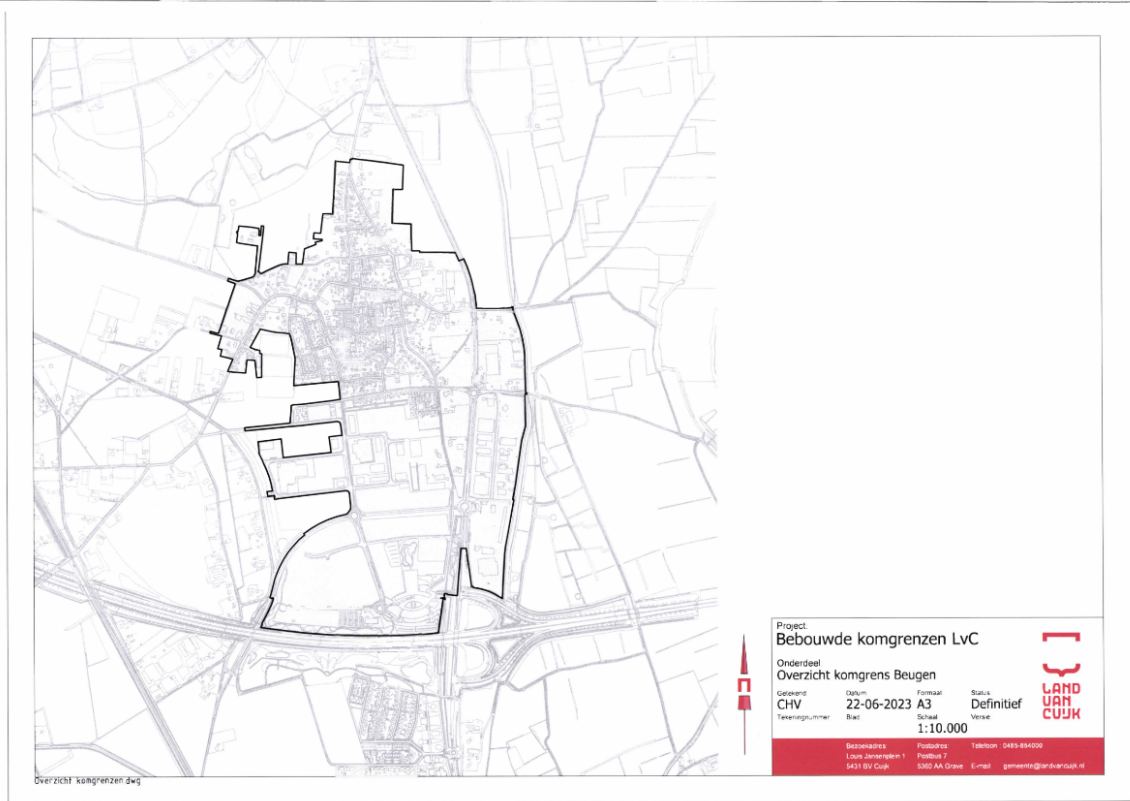 Project:
Bebouwde komgrenzen LvC
Onderdeel
Overzicht komgrens Beugen
Getekend Datum Formaat Status
CHV 22-06-2023 A3 Definitief
Tekeningnummer Blad Schaal Versie
1:10.000
LAND
VAN
CUIJK
Bezoekadres Postadres Telefoon 0485-854000
Louis Jansenplein 1 Postbus 7
5431 BV Cuijk 5360 AA Grave E-mail gemeente@landvancuijk.nl
Overzicht komgrenzen dwg